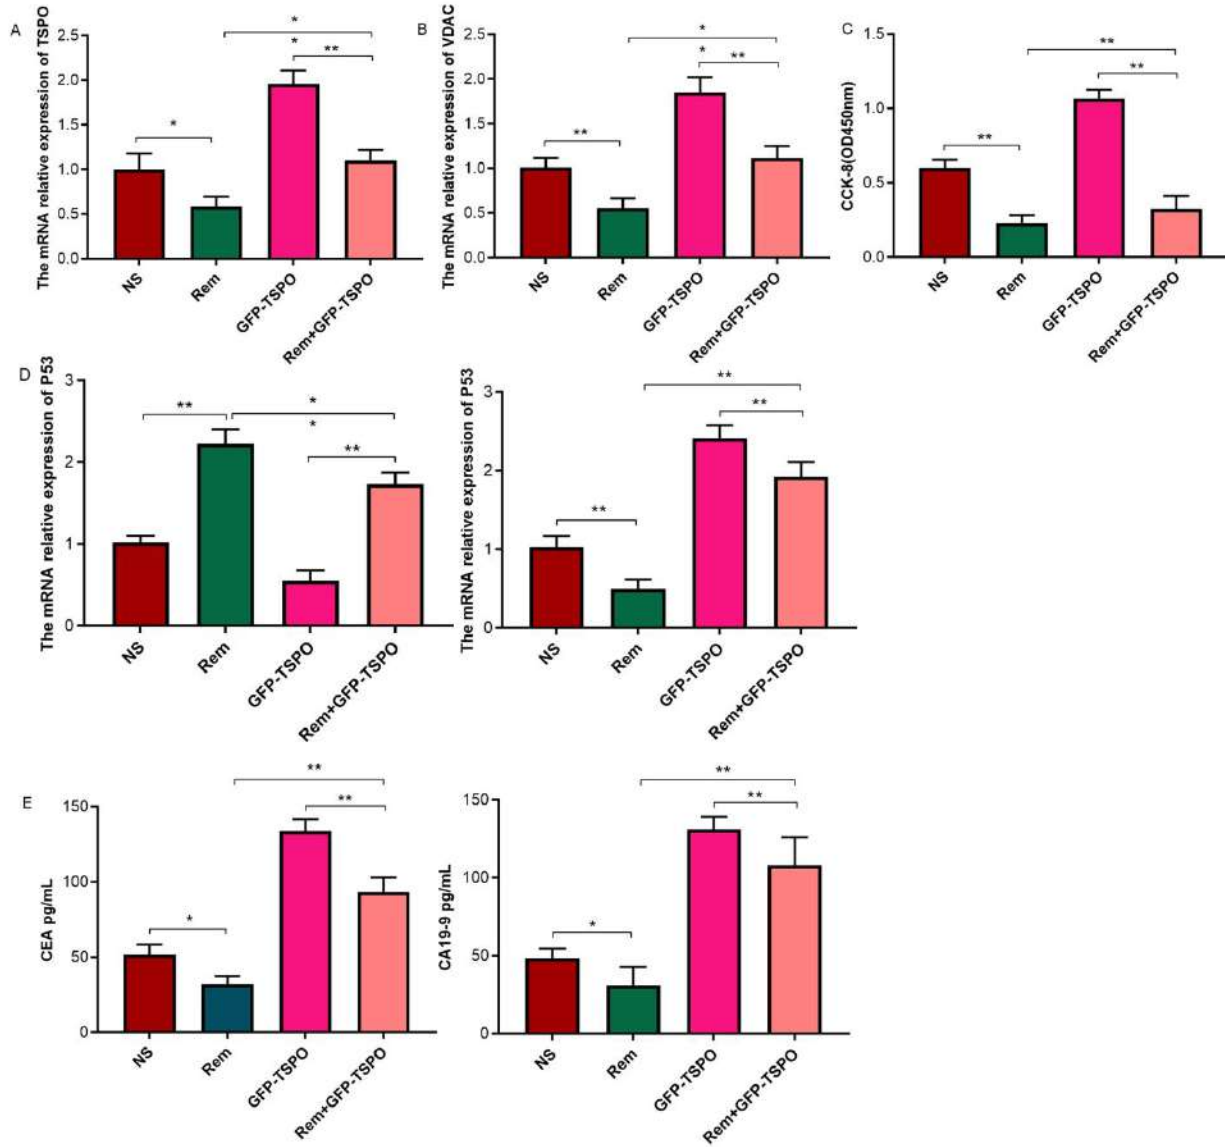 A
The mRNA relative expression of TSPO
2.5
2.0
1.5
1.0
0.5
0.0
*
*
*
**
NS
Rem
GFP-TSPO
Rem+GFP-TSPO
B
The mRNA relative expression of VDAC
2.5
2.0
1.5
1.0
0.5
0.0
**
*
*
**
NS
Rem
GFP-TSPO
Rem+GFP-TSPO
C
CCK-8(OD450nm)
1.5
1.0
0.5
0.0
**
**
**
NS
Rem
GFP-TSPO
Rem+GFP-TSPO
D
The mRNA relative expression of P53
3
2
1
0
**
*
*
**
NS
Rem
GFP-TSPO
Rem+GFP-TSPO
The mRNA relative expression of P53
3
2
1
0
**
**
**
NS
Rem
GFP-TSPO
Rem+GFP-TSPO
E
CEA pg/mL
150
100
50
0
*
**
**
NS
Rem
GFP-TSPO
Rem+GFP-TSPO
CA19-9 pg/mL
150
100
50
0
*
**
**
NS
Rem
GFP-TSPO
Rem+GFP-TSPO